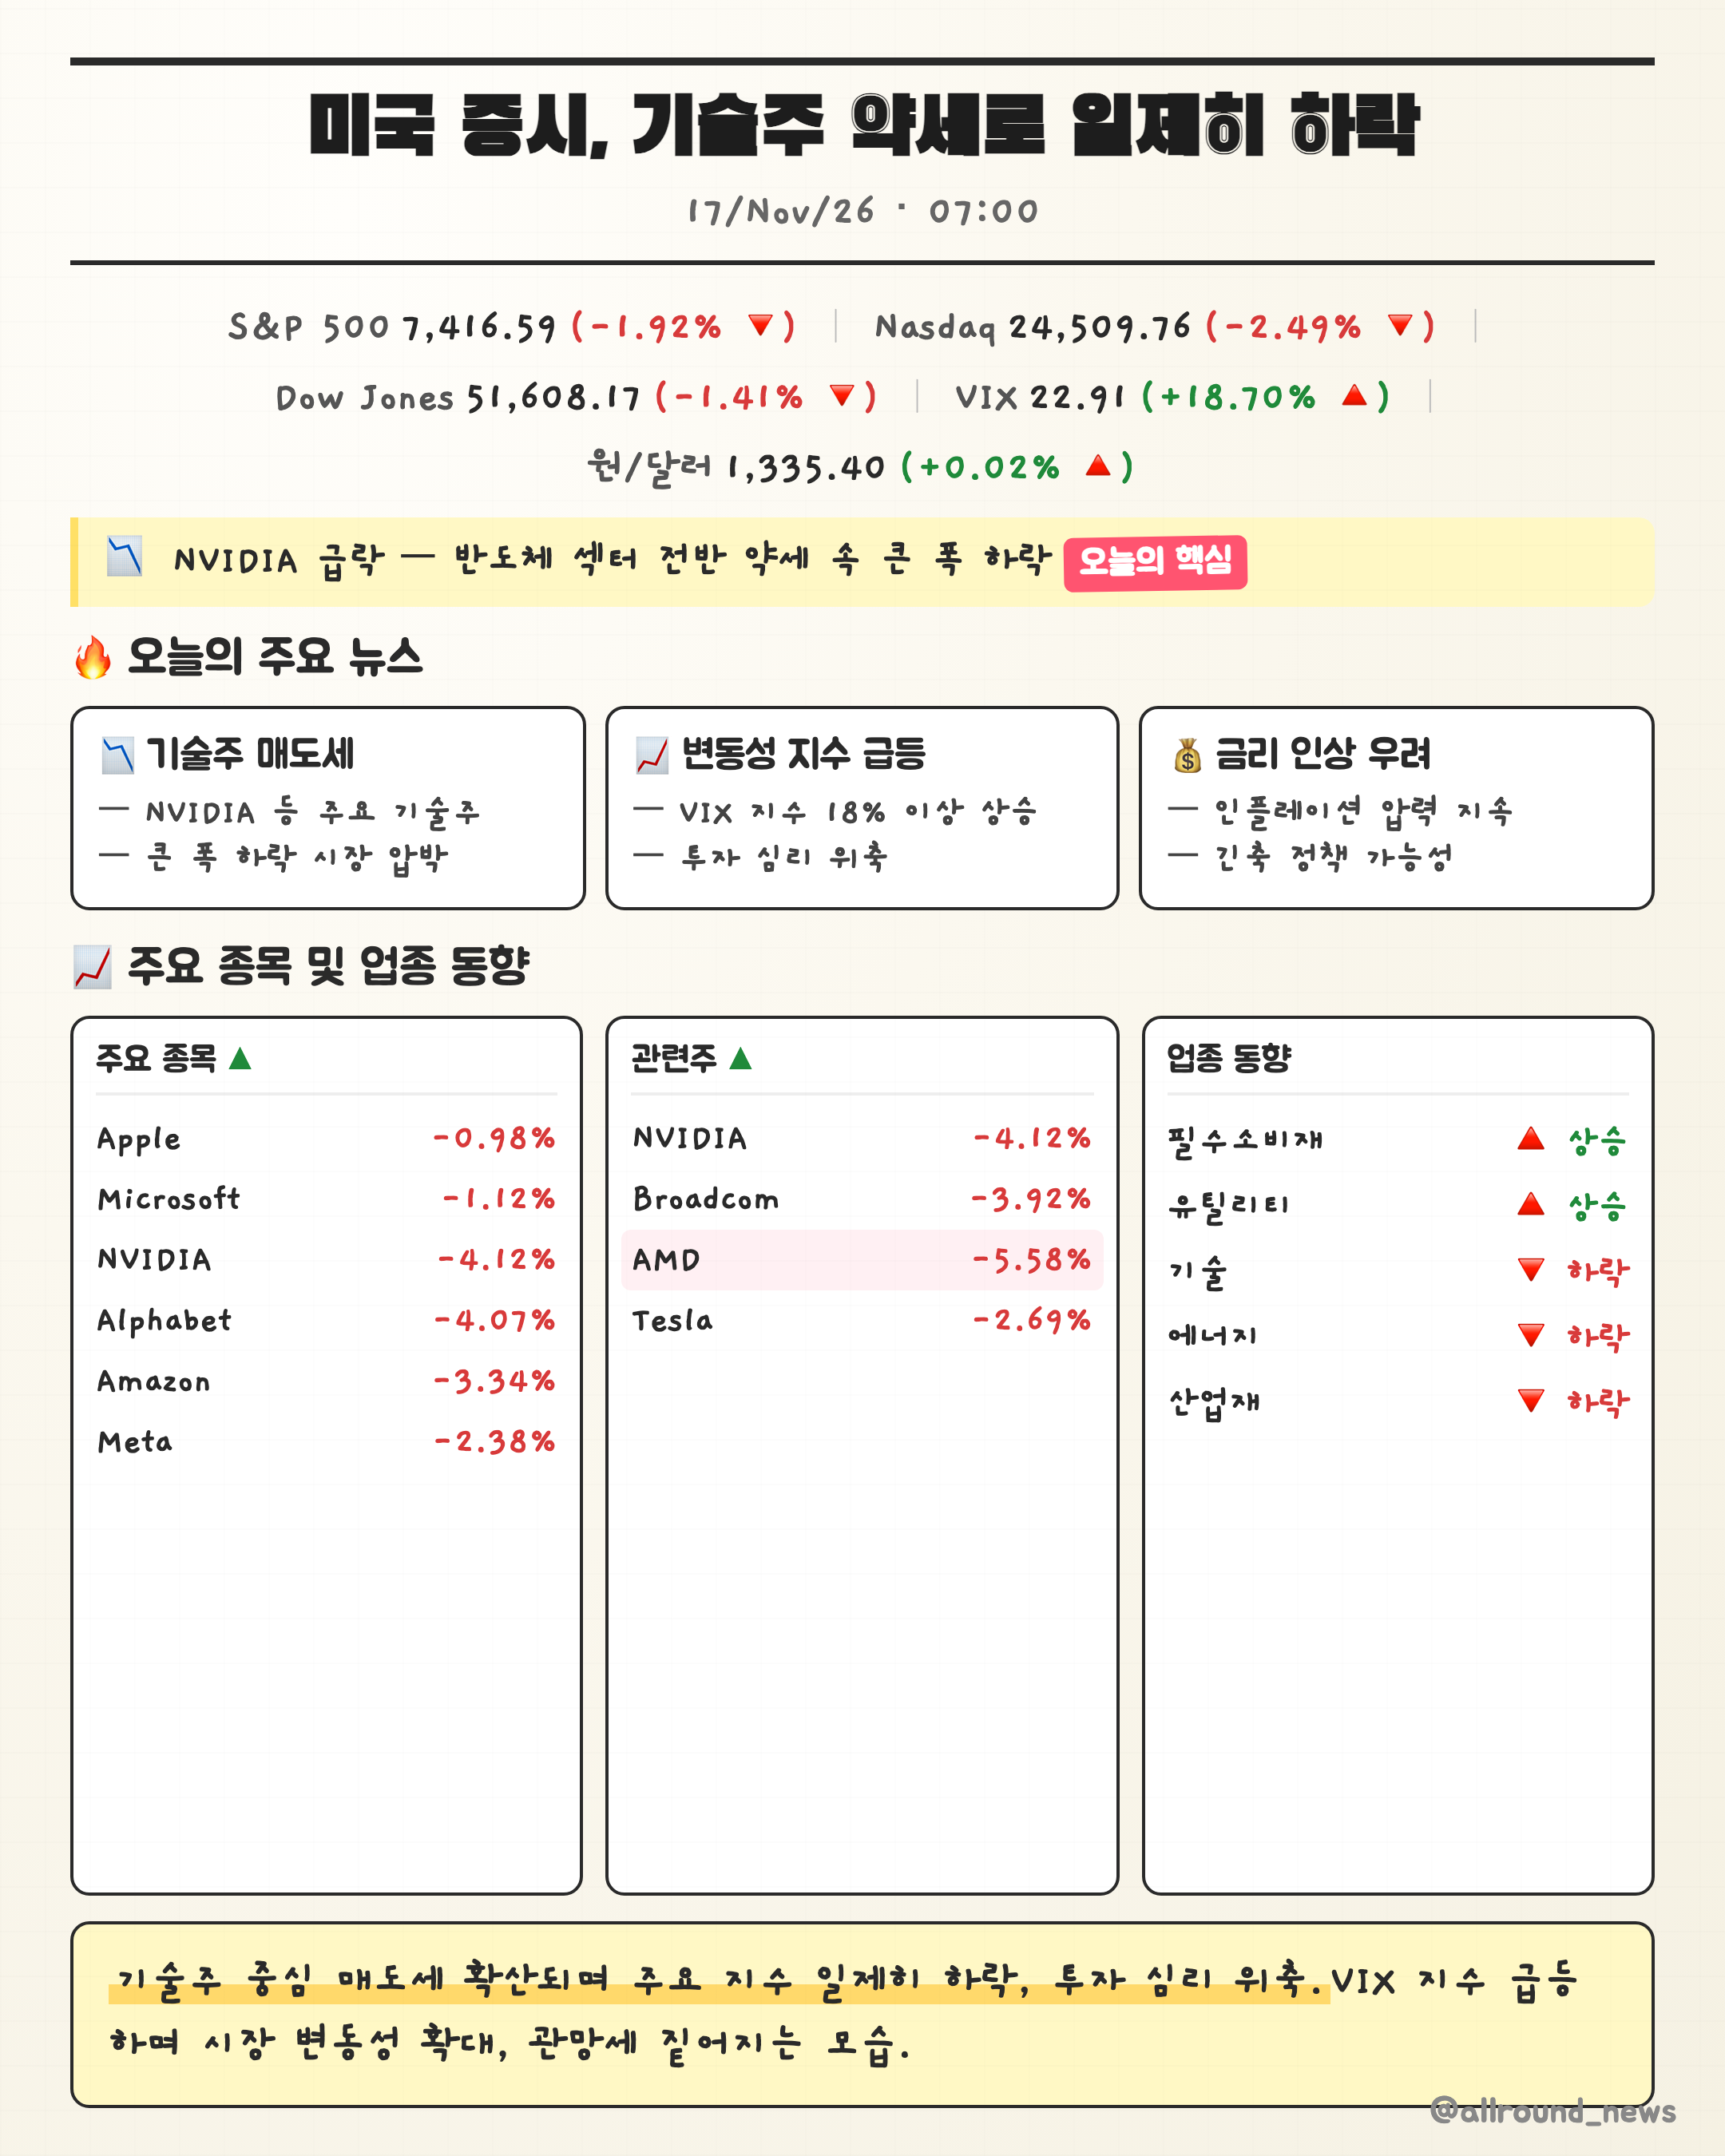 미국 증시, 기술주 약세로 일제히 하락
17/Nov/26 · 07:00
S&P 500 7,416.59 (-1.92% 🔻) | Nasdaq 24,509.76 (-2.49% 🔻) |
Dow Jones 51,608.17 (-1.41% 🔻) | VIX 22.91 (+18.70% 🔺) |
원/달러 1,335.40 (+0.02% 🔺)
📉 NVIDIA 급락 — 반도체 섹터 전반 약세 속 큰 폭 하락 오늘의 핵심
🔥 오늘의 주요 뉴스
📉 기술주 매도세
— NVIDIA 등 주요 기술주
— 큰 폭 하락 시장 압박
📈 변동성 지수 급등
— VIX 지수 18% 이상 상승
— 투자 심리 위축
💰 금리 인상 우려
— 인플레이션 압력 지속
— 긴축 정책 가능성
📈 주요 종목 및 업종 동향
주요 종목 ▲
Apple -0.98%
Microsoft -1.12%
NVIDIA -4.12%
Alphabet -4.07%
Amazon -3.34%
Meta -2.38%
관련주 ▲
NVIDIA -4.12%
Broadcom -3.92%
AMD -5.58%
Tesla -2.69%
업종 동향
필수소비재 🔺 상승
유틸리티 🔺 상승
기술 🔻 하락
에너지 🔻 하락
산업재 🔻 하락
기술주 중심 매도세 확산되며 주요 지수 일제히 하락, 투자 심리 위축. VIX 지수 급등
하며 시장 변동성 확대, 관망세 짙어지는 모습.
@allround_news